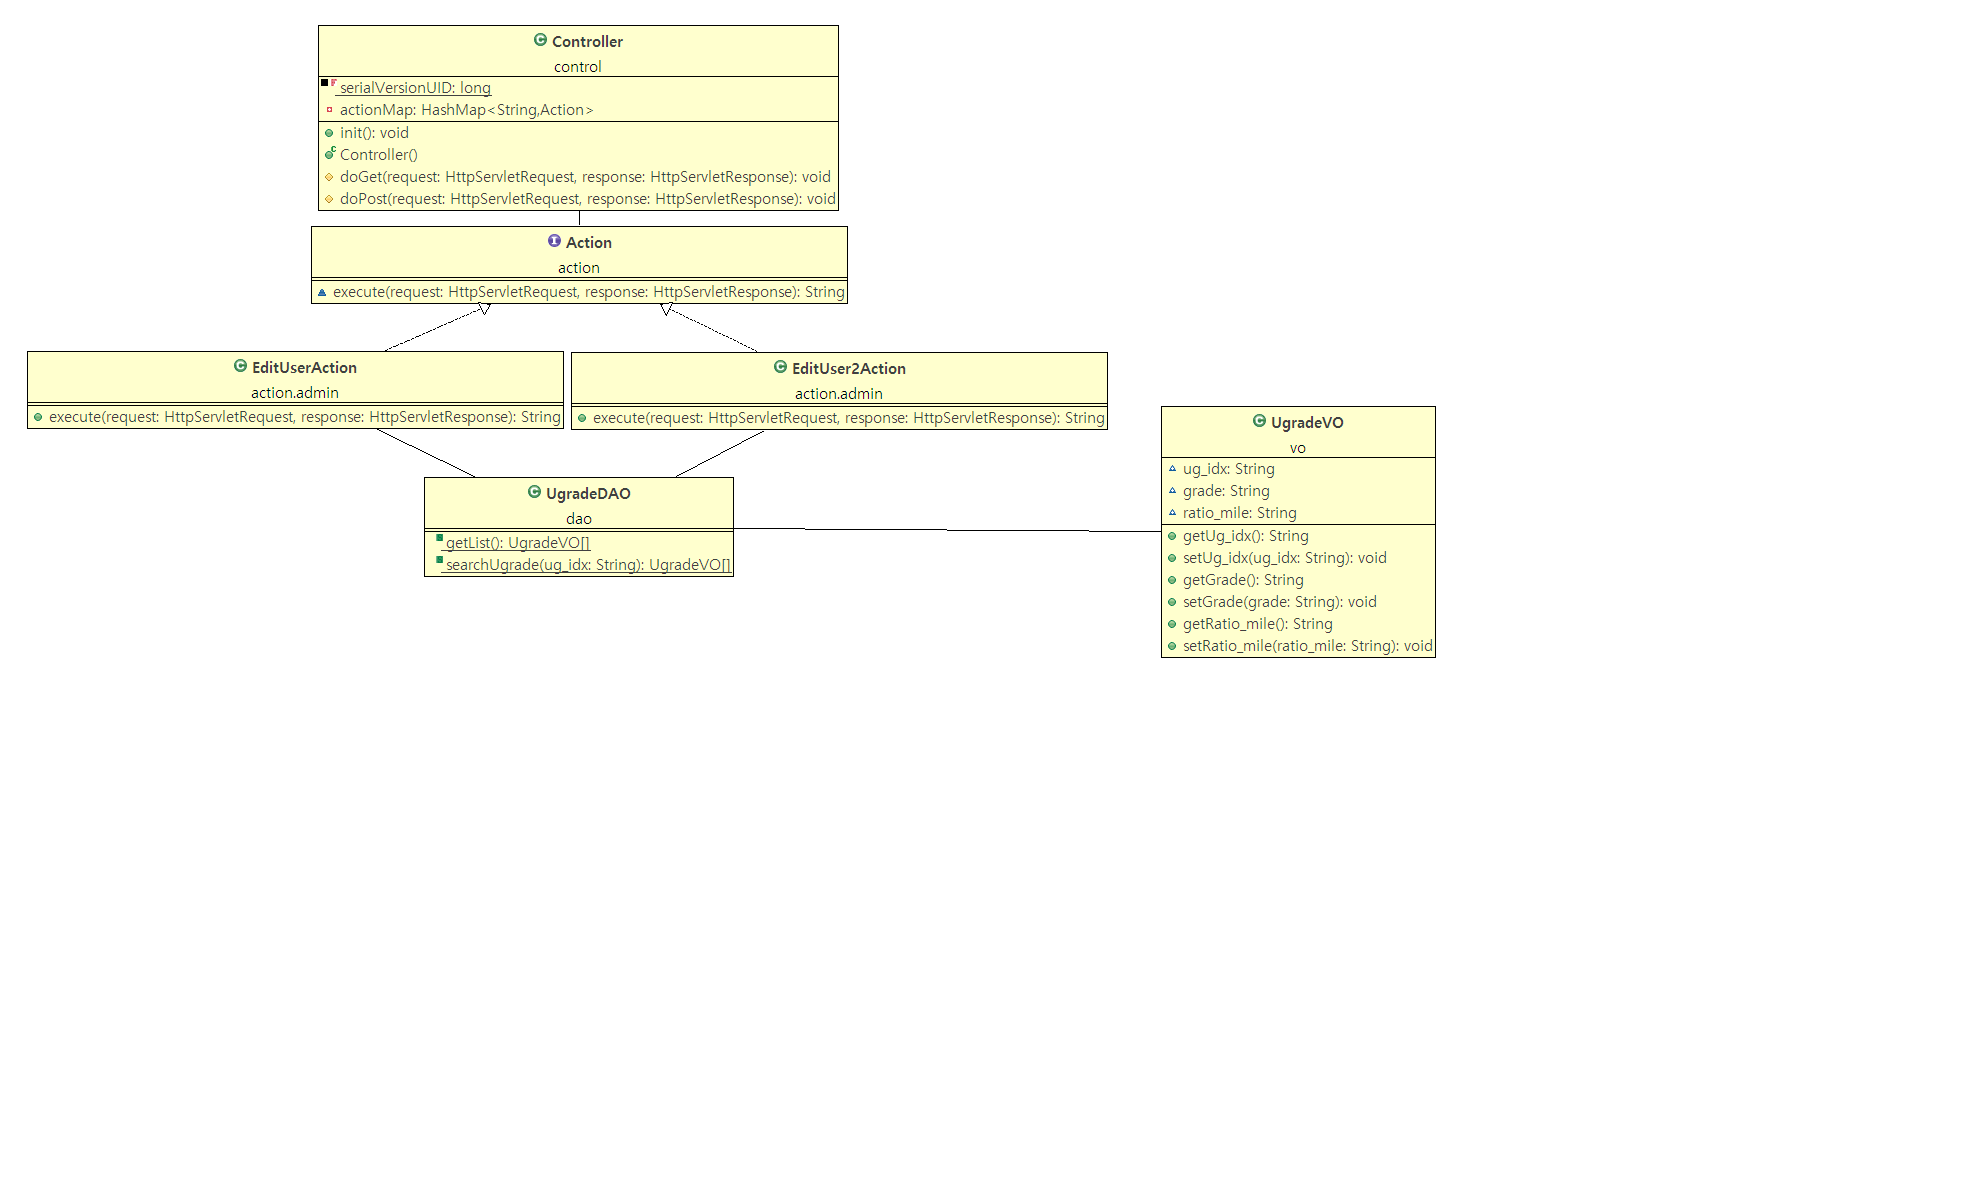 Controller
control
serialVersionUID: long
actionMap: HashMap<String,Action>
init(): void
Controller()
doGet(request: HttpServletRequest, response: HttpServletResponse): void
doPost(request: HttpServletRequest, response: HttpServletResponse): void
Action
action
execute(request: HttpServletRequest, response: HttpServletResponse): String
EditUserAction
action.admin
execute(request: HttpServletRequest, response: HttpServletResponse): String
EditUser2Action
action.admin
execute(request: HttpServletRequest, response: HttpServletResponse): String
UgradeDAO
dao
getList(): UgradeVO[]
searchUgrade(ug_idx: String): UgradeVO[]
UgradeVO
vo
ug_idx: String
grade: String
ratio_mile: String
getUg_idx(): String
setUg_idx(ug_idx: String): void
getGrade(): String
setGrade(grade: String): void
getRatio_mile(): String
setRatio_mile(ratio_mile: String): void